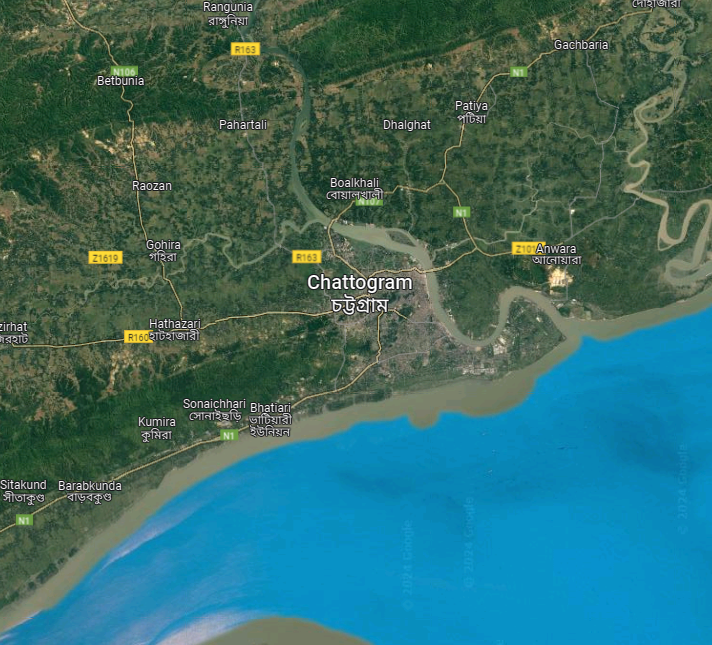 Rangunia
রাঙ্গুনিয়া
দোহাজারী
Gachbaria
R163
N106
Betbunia
N1
Patiya
পটিয়া
Pahartali
Dhalghat
Raozan
Boalkhali
বোয়ালখালী
N1
Gohira
গহিরা
Z1619
R163
Anwara
আনোয়ারা
Chattogram
চট্টগ্রাম
Hathazari
হাটহাজারী
R160
Sonaichhari
সোনাইছড়ি
Bhatiari
ভাটিয়ারী
ইউনিয়ন
Kumira
কুমিরা
N1
Sitakund
সীতাকুণ্ড
Barabkunda
বাড়বকুণ্ড
N1
© 2024 Google
© 2024 Google
© 2024 Google